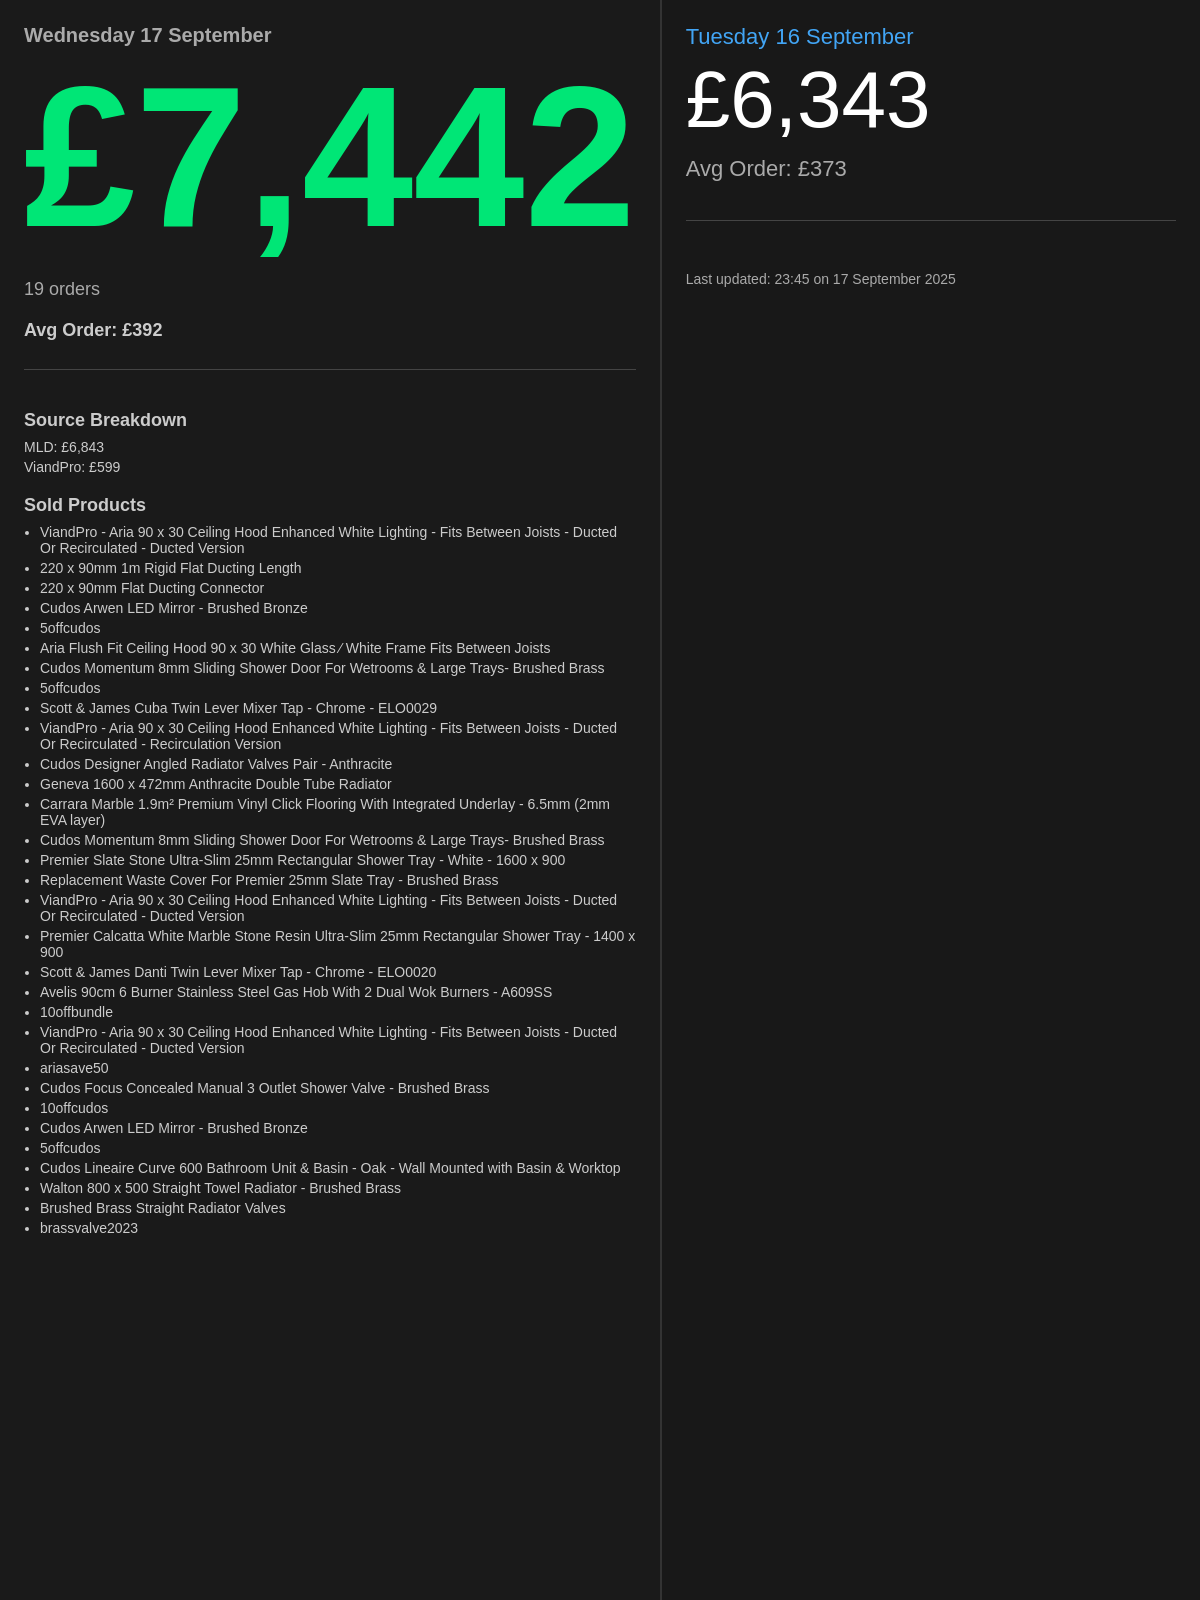 Wednesday 17 September
£7,442
19 orders
Avg Order: £392
Source Breakdown
MLD: £6,843
ViandPro: £599
Sold Products
• ViandPro - Aria 90 x 30 Ceiling Hood Enhanced White Lighting - Fits Between Joists - Ducted
Or Recirculated - Ducted Version
• 220 x 90mm 1m Rigid Flat Ducting Length
• 220 x 90mm Flat Ducting Connector
• Cudos Arwen LED Mirror - Brushed Bronze
• 5offcudos
• Aria Flush Fit Ceiling Hood 90 x 30 White Glass ⁄ White Frame Fits Between Joists
• Cudos Momentum 8mm Sliding Shower Door For Wetrooms & Large Trays- Brushed Brass
• 5offcudos
• Scott & James Cuba Twin Lever Mixer Tap - Chrome - ELO0029
• ViandPro - Aria 90 x 30 Ceiling Hood Enhanced White Lighting - Fits Between Joists - Ducted
Or Recirculated - Recirculation Version
• Cudos Designer Angled Radiator Valves Pair - Anthracite
• Geneva 1600 x 472mm Anthracite Double Tube Radiator
• Carrara Marble 1.9m² Premium Vinyl Click Flooring With Integrated Underlay - 6.5mm (2mm
EVA layer)
• Cudos Momentum 8mm Sliding Shower Door For Wetrooms & Large Trays- Brushed Brass
• Premier Slate Stone Ultra-Slim 25mm Rectangular Shower Tray - White - 1600 x 900
• Replacement Waste Cover For Premier 25mm Slate Tray - Brushed Brass
• ViandPro - Aria 90 x 30 Ceiling Hood Enhanced White Lighting - Fits Between Joists - Ducted
Or Recirculated - Ducted Version
• Premier Calcatta White Marble Stone Resin Ultra-Slim 25mm Rectangular Shower Tray - 1400 x
900
• Scott & James Danti Twin Lever Mixer Tap - Chrome - ELO0020
• Avelis 90cm 6 Burner Stainless Steel Gas Hob With 2 Dual Wok Burners - A609SS
• 10offbundle
• ViandPro - Aria 90 x 30 Ceiling Hood Enhanced White Lighting - Fits Between Joists - Ducted
Or Recirculated - Ducted Version
• ariasave50
• Cudos Focus Concealed Manual 3 Outlet Shower Valve - Brushed Brass
• 10offcudos
• Cudos Arwen LED Mirror - Brushed Bronze
• 5offcudos
• Cudos Lineaire Curve 600 Bathroom Unit & Basin - Oak - Wall Mounted with Basin & Worktop
• Walton 800 x 500 Straight Towel Radiator - Brushed Brass
• Brushed Brass Straight Radiator Valves
• brassvalve2023
Tuesday 16 September
£6,343
Avg Order: £373
Last updated: 23:45 on 17 September 2025